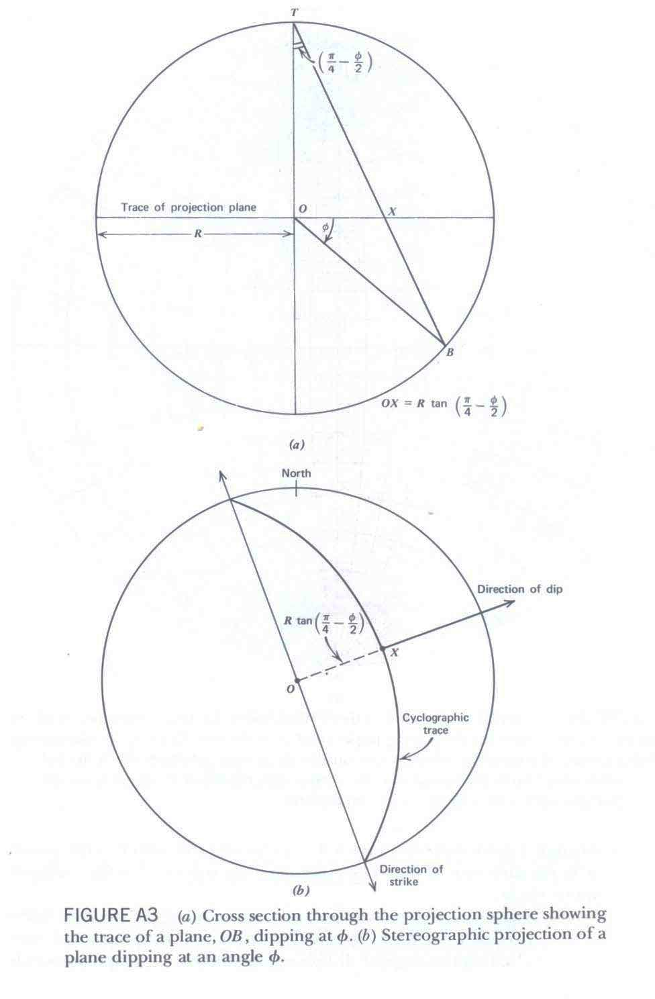 T
(π/4 − ϕ/2)
Trace of projection plane
O
X
ϕ
R
B
OX = R tan (π/4 − ϕ/2)
(a)
North
Direction of dip
R tan (π/4 − ϕ/2)
X
O
Cyclographic
trace
Direction of
strike
(b)
FIGURE A3 (a) Cross section through the projection sphere showing
the trace of a plane, OB, dipping at ϕ. (b) Stereographic projection of a
plane dipping at an angle ϕ.